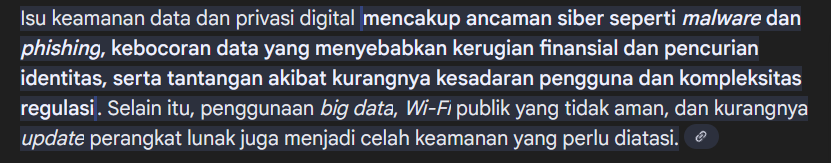 Isu keamanan data dan privasi digital mencakup ancaman siber seperti malware dan
phishing, kebocoran data yang menyebabkan kerugian finansial dan pencurian
identitas, serta tantangan akibat kurangnya kesadaran pengguna dan kompleksitas
regulasi. Selain itu, penggunaan big data, Wi-Fi publik yang tidak aman, dan kurangnya
update perangkat lunak juga menjadi celah keamanan yang perlu diatasi.